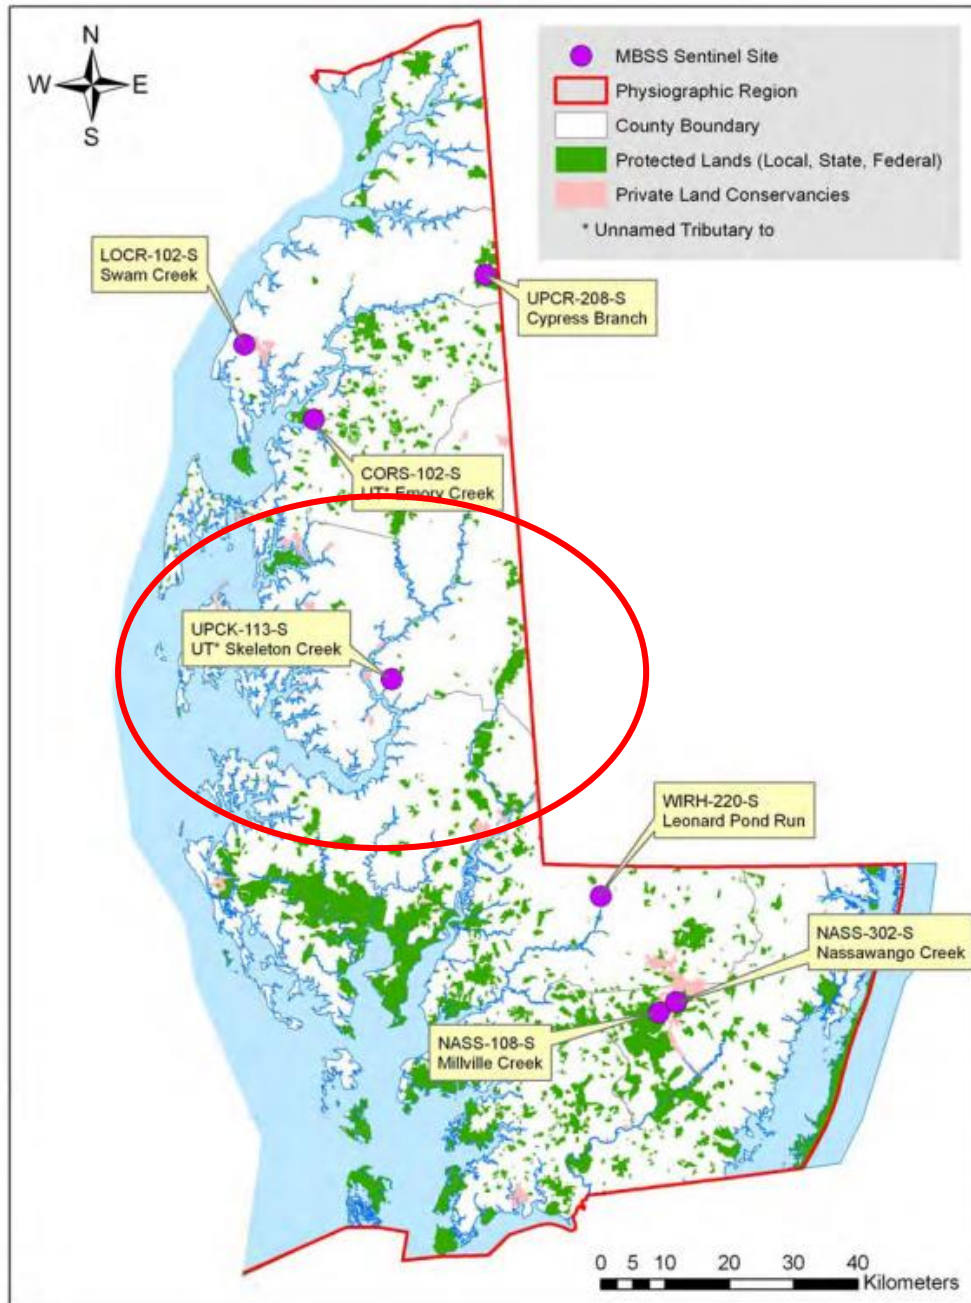 N
W E
S
MBSS Sentinel Site
Physiographic Region
County Boundary
Protected Lands (Local, State, Federal)
Private Land Conservancies
* Unnamed Tributary to
LOCR-102-S
Swam Creek
UPCR-208-S
Cypress Branch
CORS-102-S
UT* Emory Creek
UPCK-113-S
UT* Skeleton Creek
WIRH-220-S
Leonard Pond Run
NASS-302-S
Nassawango Creek
NASS-108-S
Millville Creek
0 5 10 20 30 40
Kilometers